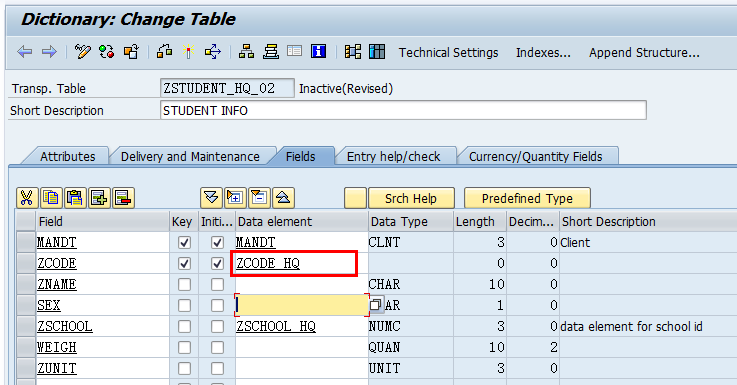 Dictionary: Change Table
Technical Settings Indexes... Append Structure...
Transp. Table ZSTUDENT_HQ_02 Inactive(Revised)
Short Description STUDENT INFO
Attributes Delivery and Maintenance Fields Entry help/check Currency/Quantity Fields
Srch Help Predefined Type
Field Key Initi... Data element Data Type Length Decim... Short Description
MANDT MANDT CLNT 3 0 Client
ZCODE ZCODE_HQ 0 0
ZNAME CHAR 10 0
SEX AR 1 0
ZSCHOOL ZSCHOOL_HQ NUMC 3 0 data element for school id
WEIGH QUAN 10 2
ZUNIT UNIT 3 0